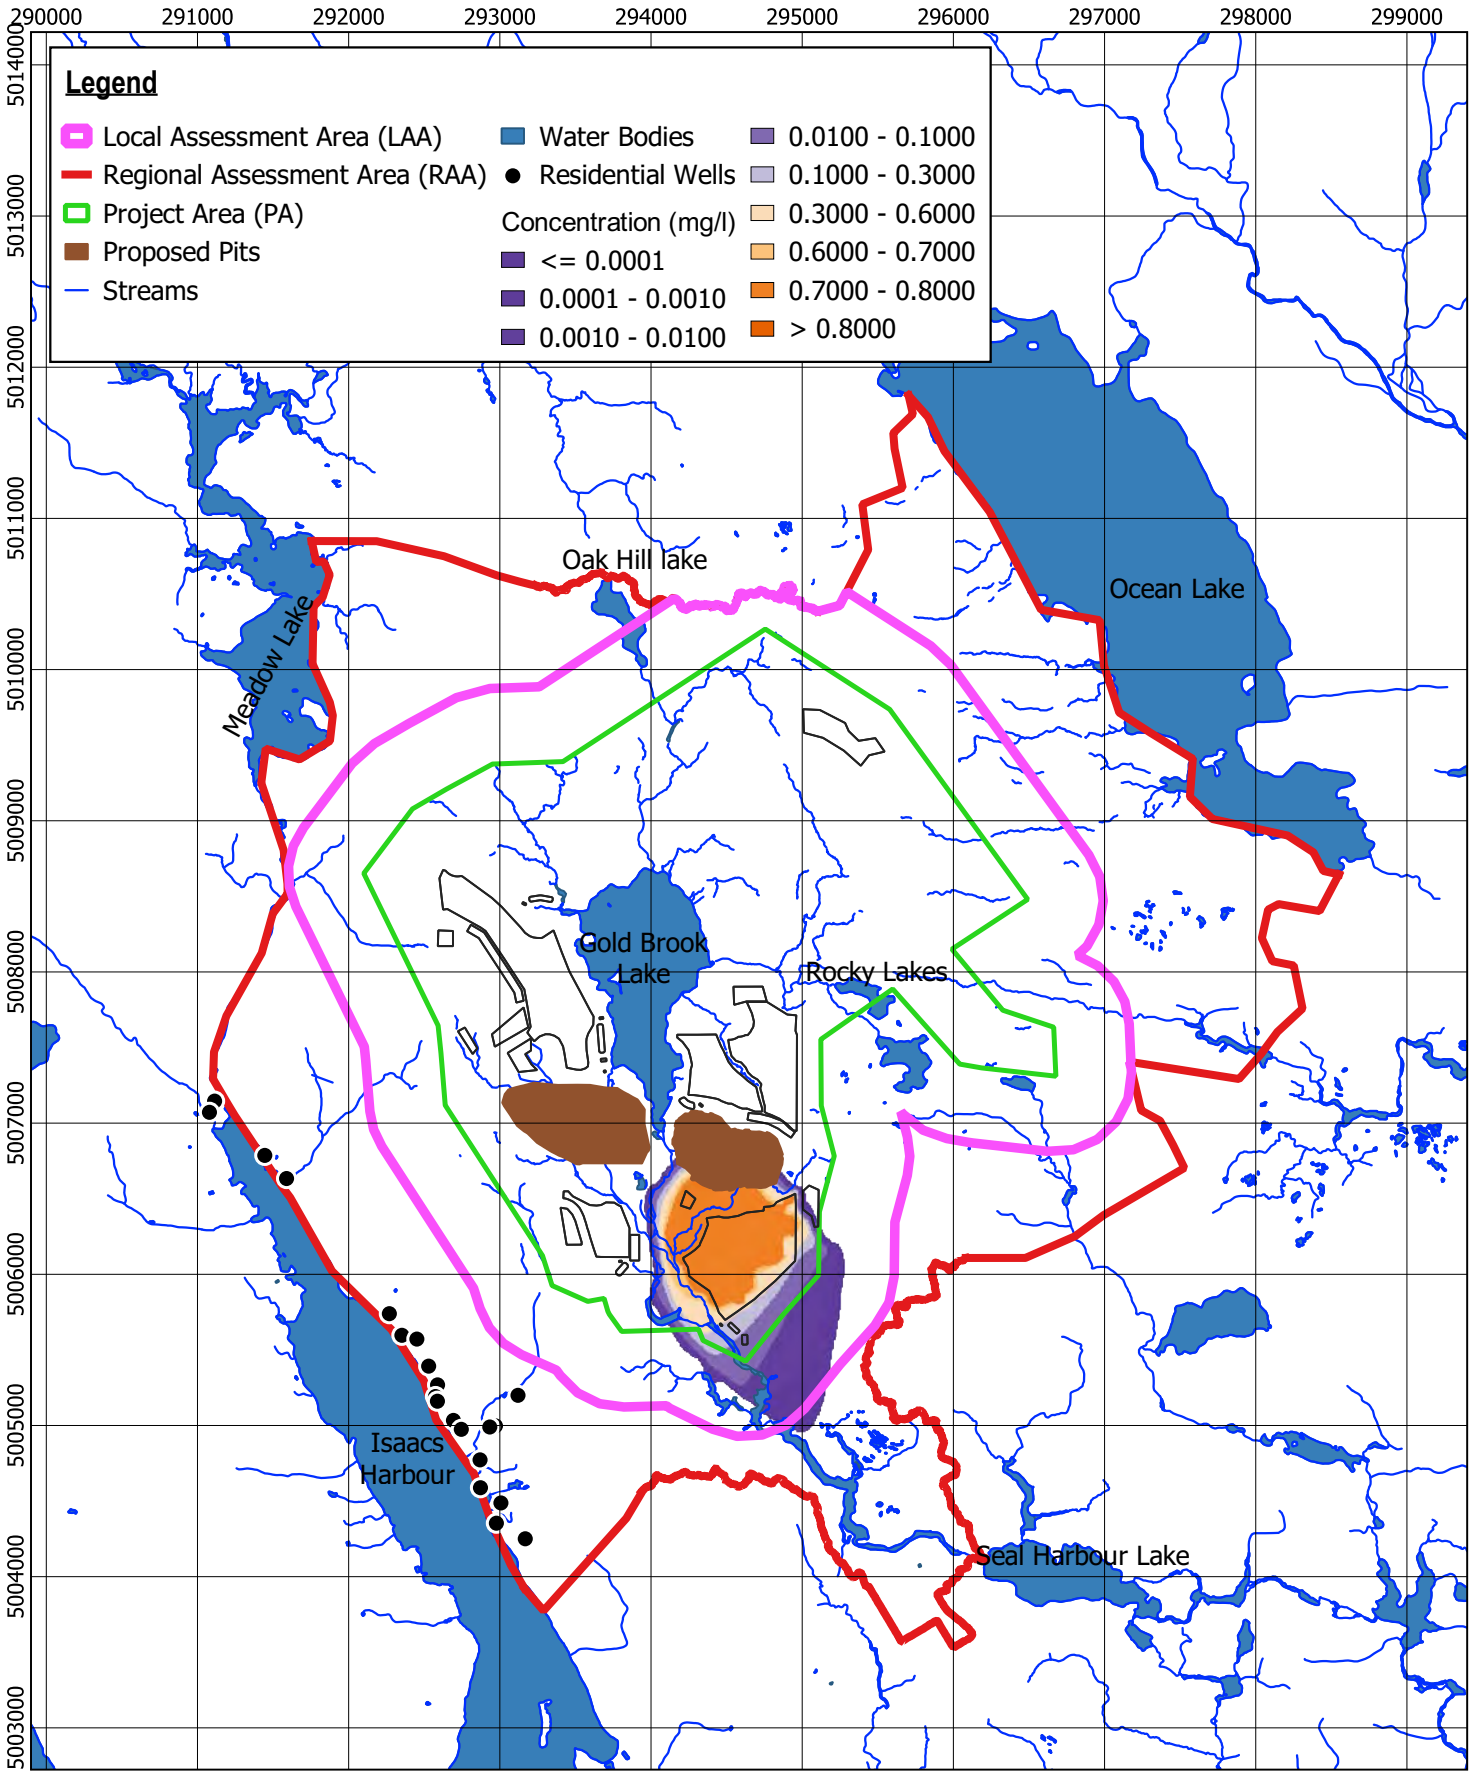 290000 291000 292000 293000 294000 295000 296000 297000 298000 299000
5014000
5013000
5012000
5011000
5010000
5009000
5008000
5007000
5006000
5005000
5004000
5003000
Legend
Local Assessment Area (LAA)
Regional Assessment Area (RAA)
Project Area (PA)
Proposed Pits
Streams
Water Bodies
Residential Wells
Concentration (mg/l)
<= 0.0001
0.0001 - 0.0010
0.0010 - 0.0100
0.0100 - 0.1000
0.1000 - 0.3000
0.3000 - 0.6000
0.6000 - 0.7000
0.7000 - 0.8000
> 0.8000
Oak Hill lake
Ocean Lake
Meadow Lake
Gold Brook
Lake
Rocky Lakes
Isaacs
Harbour
Seal Harbour Lake